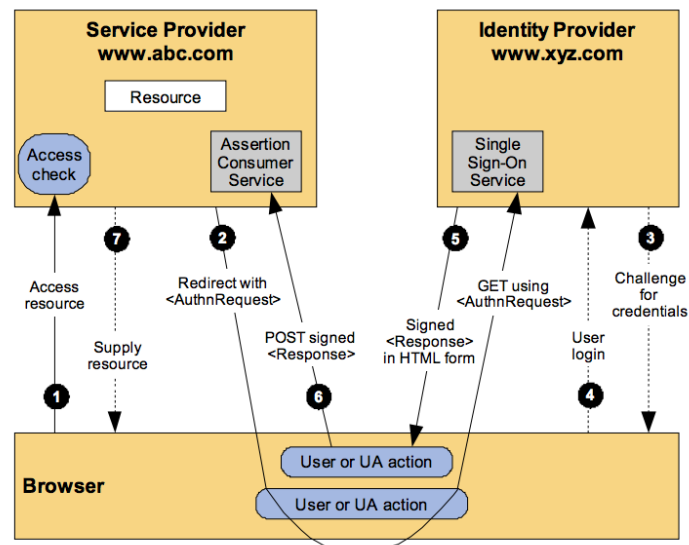 Service Provider
www.abc.com
Identity Provider
www.xyz.com
Resource
Access
check
Assertion
Consumer
Service
Single
Sign-On
Service
7
2
5
3
Access
resource
Redirect with
<AuthnRequest>
GET using
<AuthnRequest>
Challenge
for
credentials
Supply
resource
POST signed
<Response>
Signed
<Response>
in HTML form
User
login
1
6
4
User or UA action
Browser
User or UA action